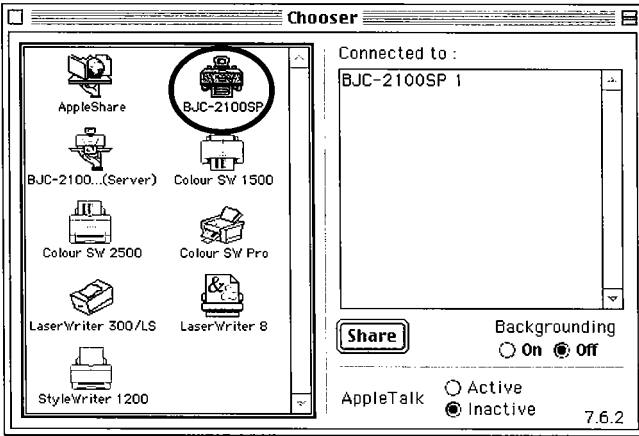 Chooser
AppleShare
BJC-2100SP
BJC-2100...(Server)
Colour SW 1500
Colour SW 2500
Colour SW Pro
LaserWriter 300/LS
LaserWriter 8
StyleWriter 1200
Connected to :
BJC-2100SP 1
Share
Backgrounding
On
Off
AppleTalk
Active
Inactive
7.6.2